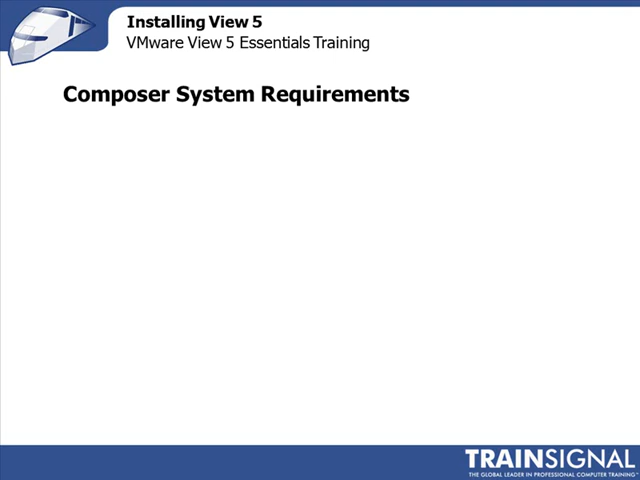 Installing View 5
VMware View 5 Essentials Training
Composer System Requirements
TRAINSIGNAL
THE GLOBAL LEADER IN PROFESSIONAL COMPUTER TRAINING